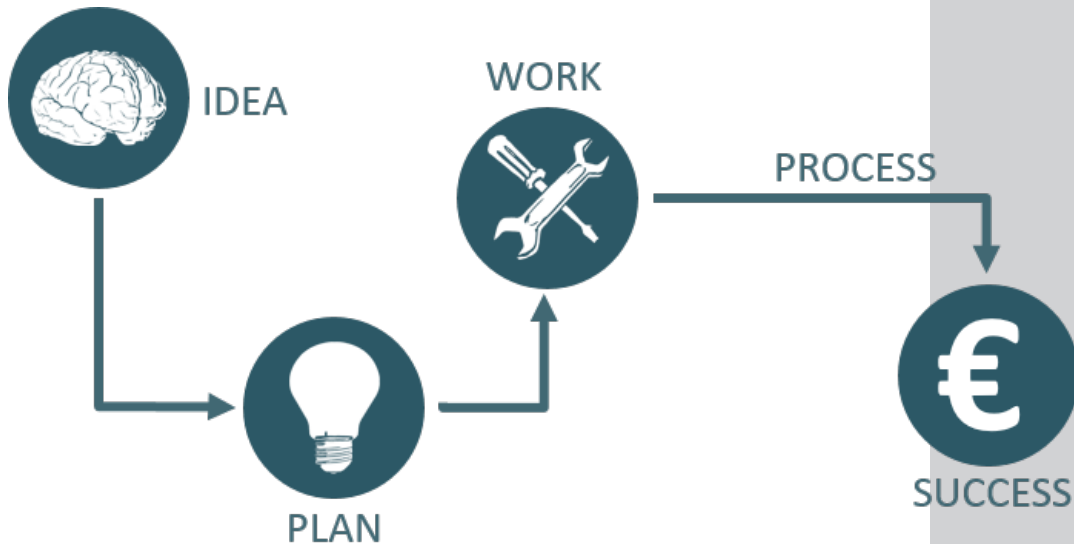 IDEA
PLAN
WORK
PROCESS
€
SUCCESS